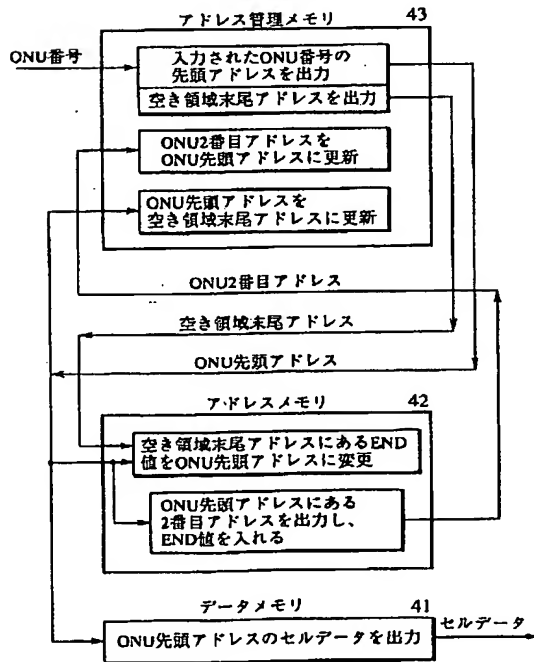 アドレス管理メモリ 43
ONU番号
入力されたONU番号の
先頭アドレスを出力
空き領域末尾アドレスを出力
ONU2番目アドレスを
ONU先頭アドレスに更新
ONU先頭アドレスを
空き領域末尾アドレスに更新
ONU2番目アドレス
空き領域末尾アドレス
ONU先頭アドレス
アドレスメモリ 42
空き領域末尾アドレスにあるEND
値をONU先頭アドレスに変更
ONU先頭アドレスにある
2番目アドレスを出力し、
END値を入れる
データメモリ 41
セルデータ
ONU先頭アドレスのセルデータを出力